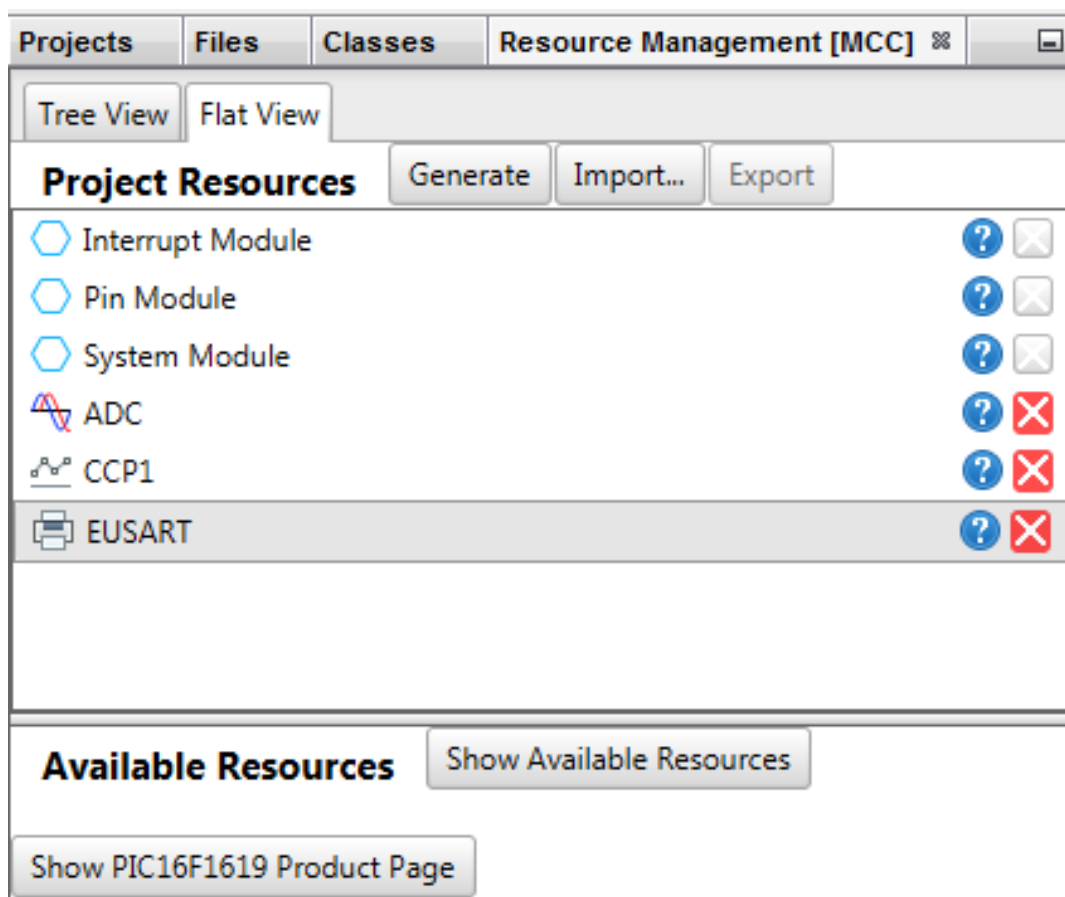 Projects Files Classes Resource Management [MCC]
Tree View Flat View
Project Resources Generate Import... Export
Interrupt Module ?
Pin Module ?
System Module ?
ADC ?
CCP1 ?
EUSART ?
Available Resources Show Available Resources
Show PIC16F1619 Product Page